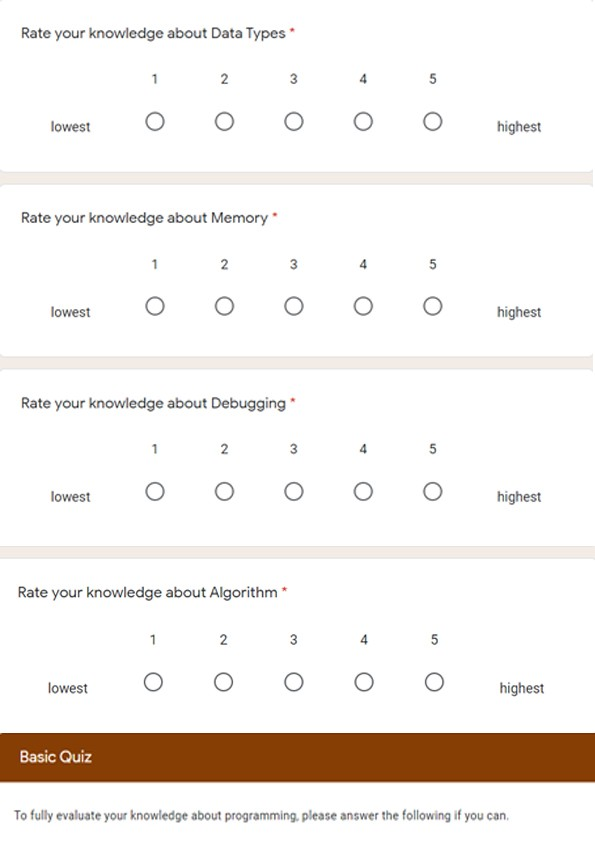 Rate your knowledge about Data Types *
1 2 3 4 5
lowest highest
Rate your knowledge about Memory *
1 2 3 4 5
lowest highest
Rate your knowledge about Debugging *
1 2 3 4 5
lowest highest
Rate your knowledge about Algorithm *
1 2 3 4 5
lowest highest
Basic Quiz
To fully evaluate your knowledge about programming, please answer the following if you can.